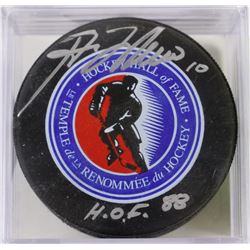 10
HOCKEY HALL of FAME
LE TEMPLE de LA RENOMMÉE du HOCKEY
H.O.F. 88